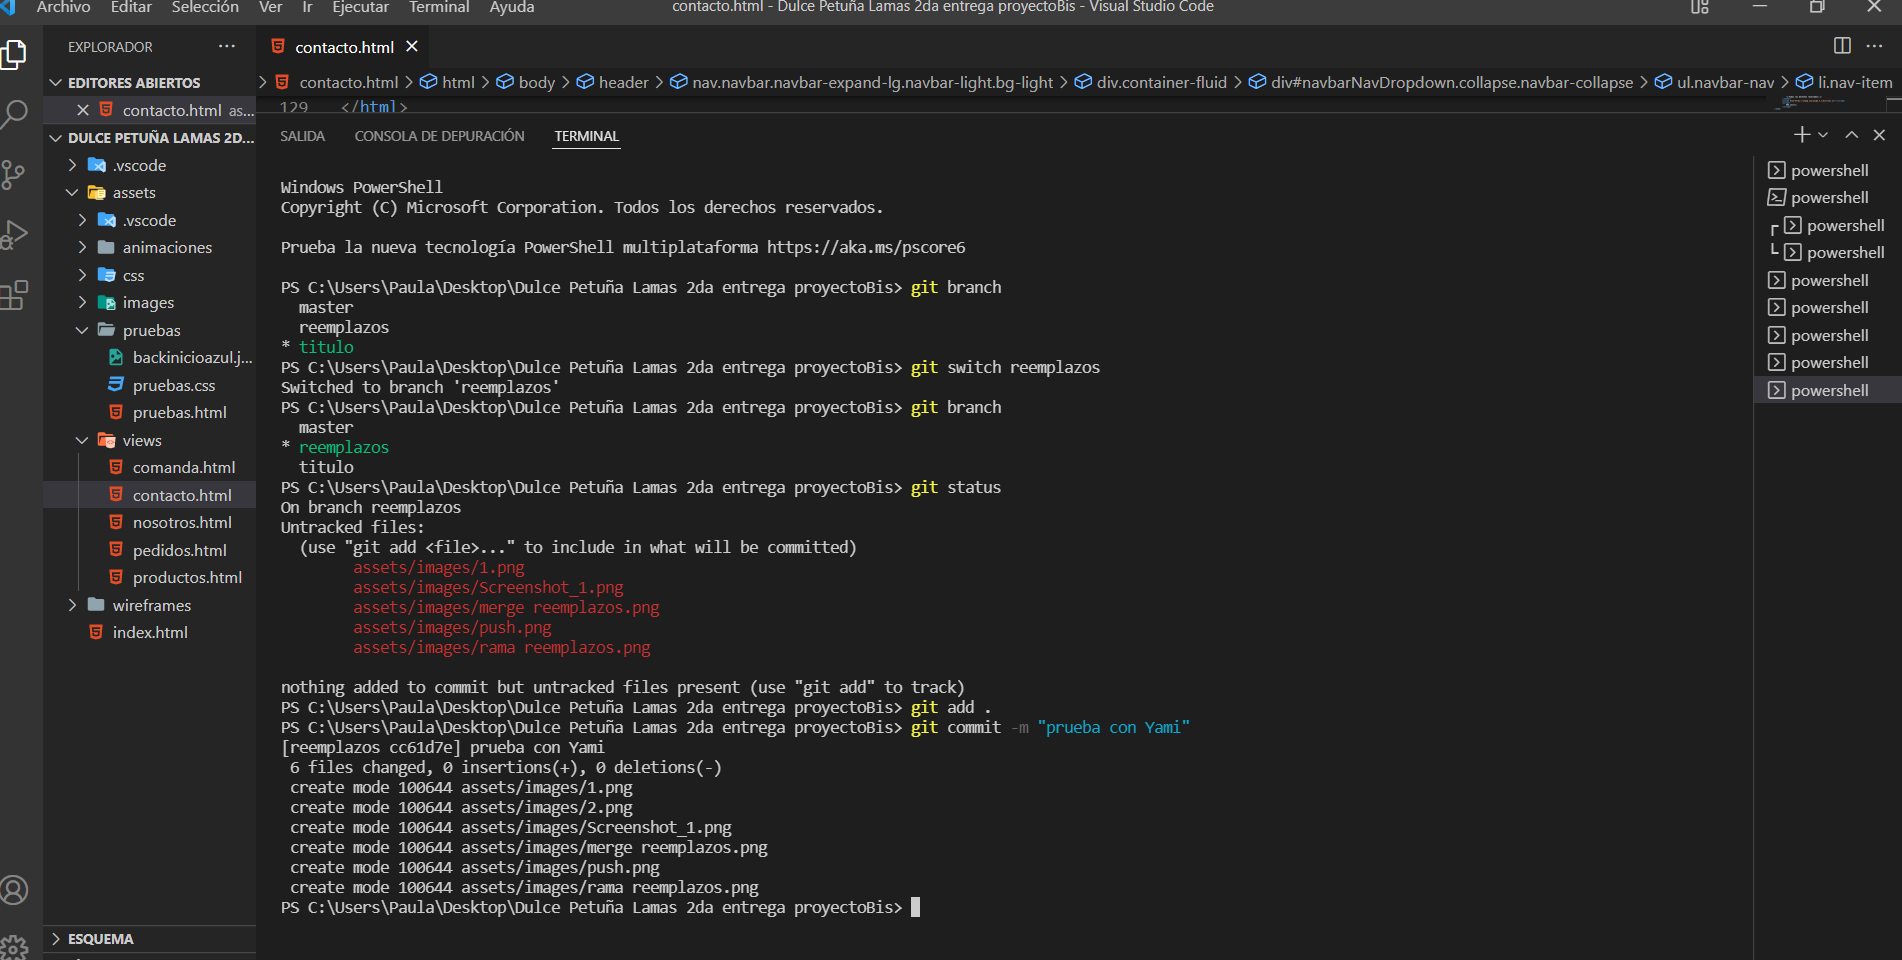 Archivo Editar Selección Ver Ir Ejecutar Terminal Ayuda contacto.html - Dulce Petuña Lamas 2da entrega proyectoBis - Visual Studio Code
EXPLORADOR ...
EDITORES ABIERTOS
contacto.html as...
DULCE PETUÑA LAMAS 2D...
.vscode
assets
.vscode
animaciones
css
images
pruebas
backinicioazul.j...
pruebas.css
pruebas.html
views
comanda.html
contacto.html
nosotros.html
pedidos.html
productos.html
wireframes
index.html
ESQUEMA
contacto.html
contacto.html > html > body > header > nav.navbar.navbar-expand-lg.navbar-light.bg-light > div.container-fluid > div#navbarNavDropdown.collapse.navbar-collapse > ul.navbar-nav > li.nav-item
129 </html>
SALIDA CONSOLA DE DEPURACIÓN TERMINAL
Windows PowerShell
Copyright (C) Microsoft Corporation. Todos los derechos reservados.
Prueba la nueva tecnología PowerShell multiplataforma https://aka.ms/pscore6
PS C:\Users\Paula\Desktop\Dulce Petuña Lamas 2da entrega proyectoBis> git branch
master
reemplazos
* titulo
PS C:\Users\Paula\Desktop\Dulce Petuña Lamas 2da entrega proyectoBis> git switch reemplazos
Switched to branch 'reemplazos'
PS C:\Users\Paula\Desktop\Dulce Petuña Lamas 2da entrega proyectoBis> git branch
master
* reemplazos
titulo
PS C:\Users\Paula\Desktop\Dulce Petuña Lamas 2da entrega proyectoBis> git status
On branch reemplazos
Untracked files:
(use "git add <file>..." to include in what will be committed)
assets/images/1.png
assets/images/Screenshot_1.png
assets/images/merge reemplazos.png
assets/images/push.png
assets/images/rama reemplazos.png
nothing added to commit but untracked files present (use "git add" to track)
PS C:\Users\Paula\Desktop\Dulce Petuña Lamas 2da entrega proyectoBis> git add .
PS C:\Users\Paula\Desktop\Dulce Petuña Lamas 2da entrega proyectoBis> git commit -m "prueba con Yami"
[reemplazos cc61d7e] prueba con Yami
6 files changed, 0 insertions(+), 0 deletions(-)
create mode 100644 assets/images/1.png
create mode 100644 assets/images/2.png
create mode 100644 assets/images/Screenshot_1.png
create mode 100644 assets/images/merge reemplazos.png
create mode 100644 assets/images/push.png
create mode 100644 assets/images/rama reemplazos.png
PS C:\Users\Paula\Desktop\Dulce Petuña Lamas 2da entrega proyectoBis>
powershell
powershell
powershell
powershell
powershell
powershell
powershell
powershell
powershell